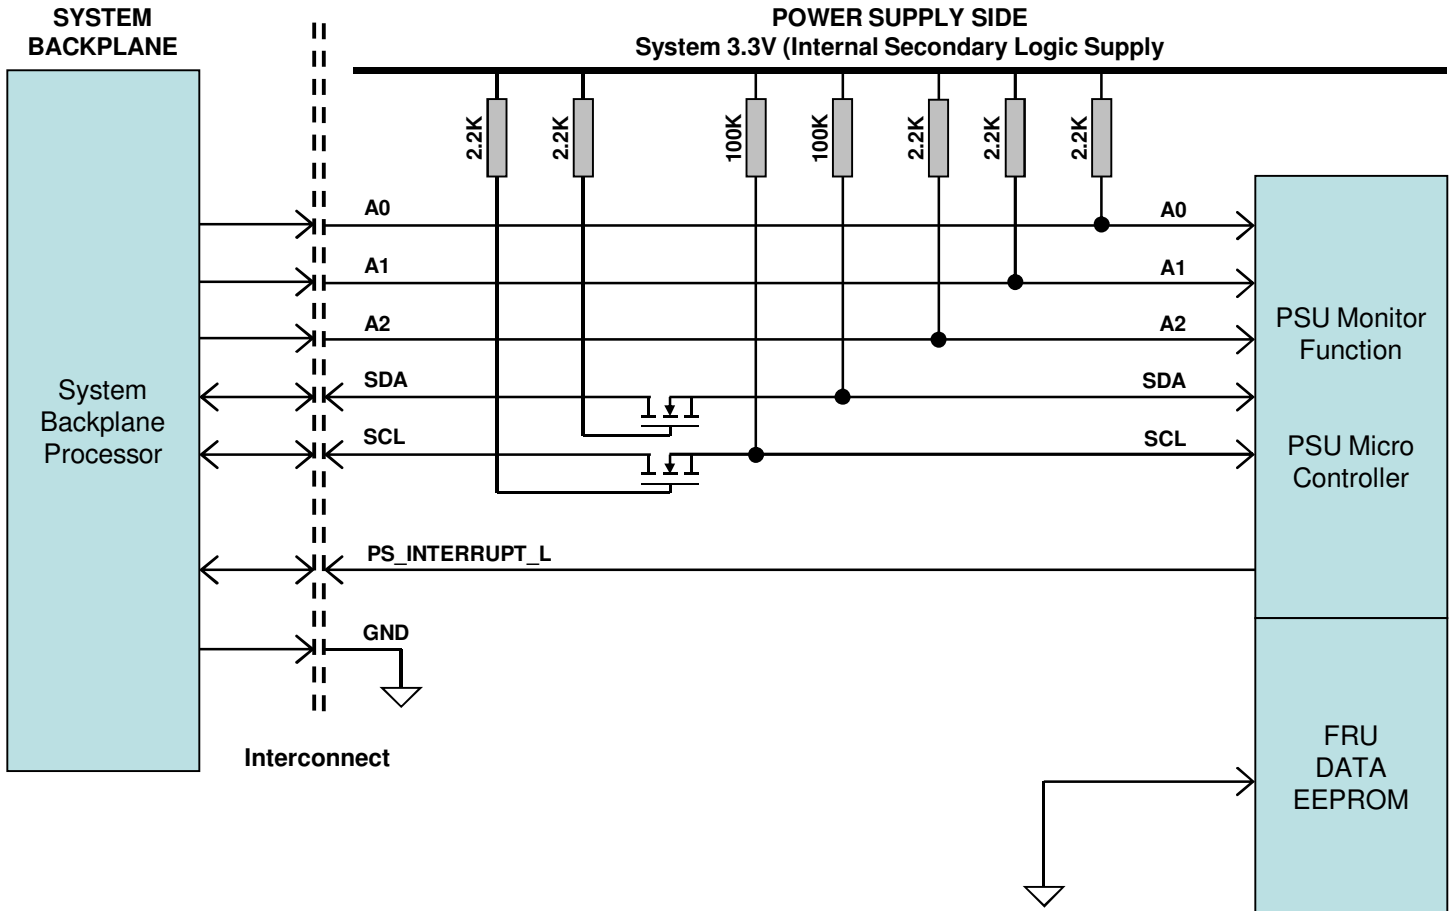 SYSTEM
BACKPLANE
POWER SUPPLY SIDE
System 3.3V (Internal Secondary Logic Supply
2.2K
2.2K
100K
100K
2.2K
2.2K
2.2K
A0
A0
A1
A1
A2
A2
SDA
SDA
SCL
SCL
PS_INTERRUPT_L
GND
System
Backplane
Processor
PSU Monitor
Function
PSU Micro
Controller
Interconnect
FRU
DATA
EEPROM